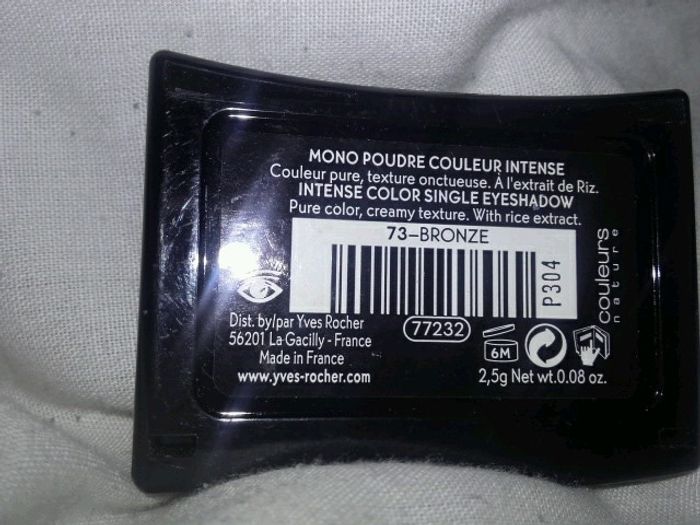 MONO POUDRE COULEUR INTENSE
Couleur pure, texture onctueuse. À l'extrait de Riz.
INTENSE COLOR SINGLE EYESHADOW
Pure color, creamy texture. With rice extract.
73–BRONZE
P304
couleurs
nature
Dist. by/par Yves Rocher
56201 La Gacilly - France
Made in France
www.yves-rocher.com
77232
6M
2,5g Net wt.0.08 oz.